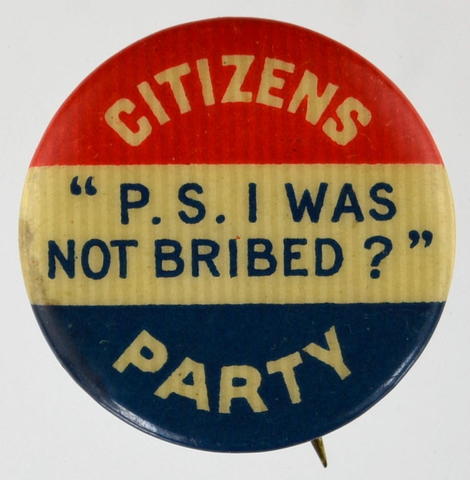 CITIZENS
“ P. S. I WAS
NOT BRIBED ? ”
PARTY